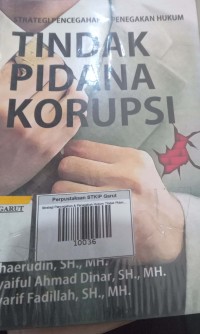 STRATEGI PENCEGAHAN PENEGAKAN HUKUM
TINDAK
PIDANA
KORUPSI
GARUT
Perpustakaan STKIP Garut
10036
haerudin, SH., MH.
yaiful Ahmad Dinar, SH., MH.
arif Fadillah, SH., MH.